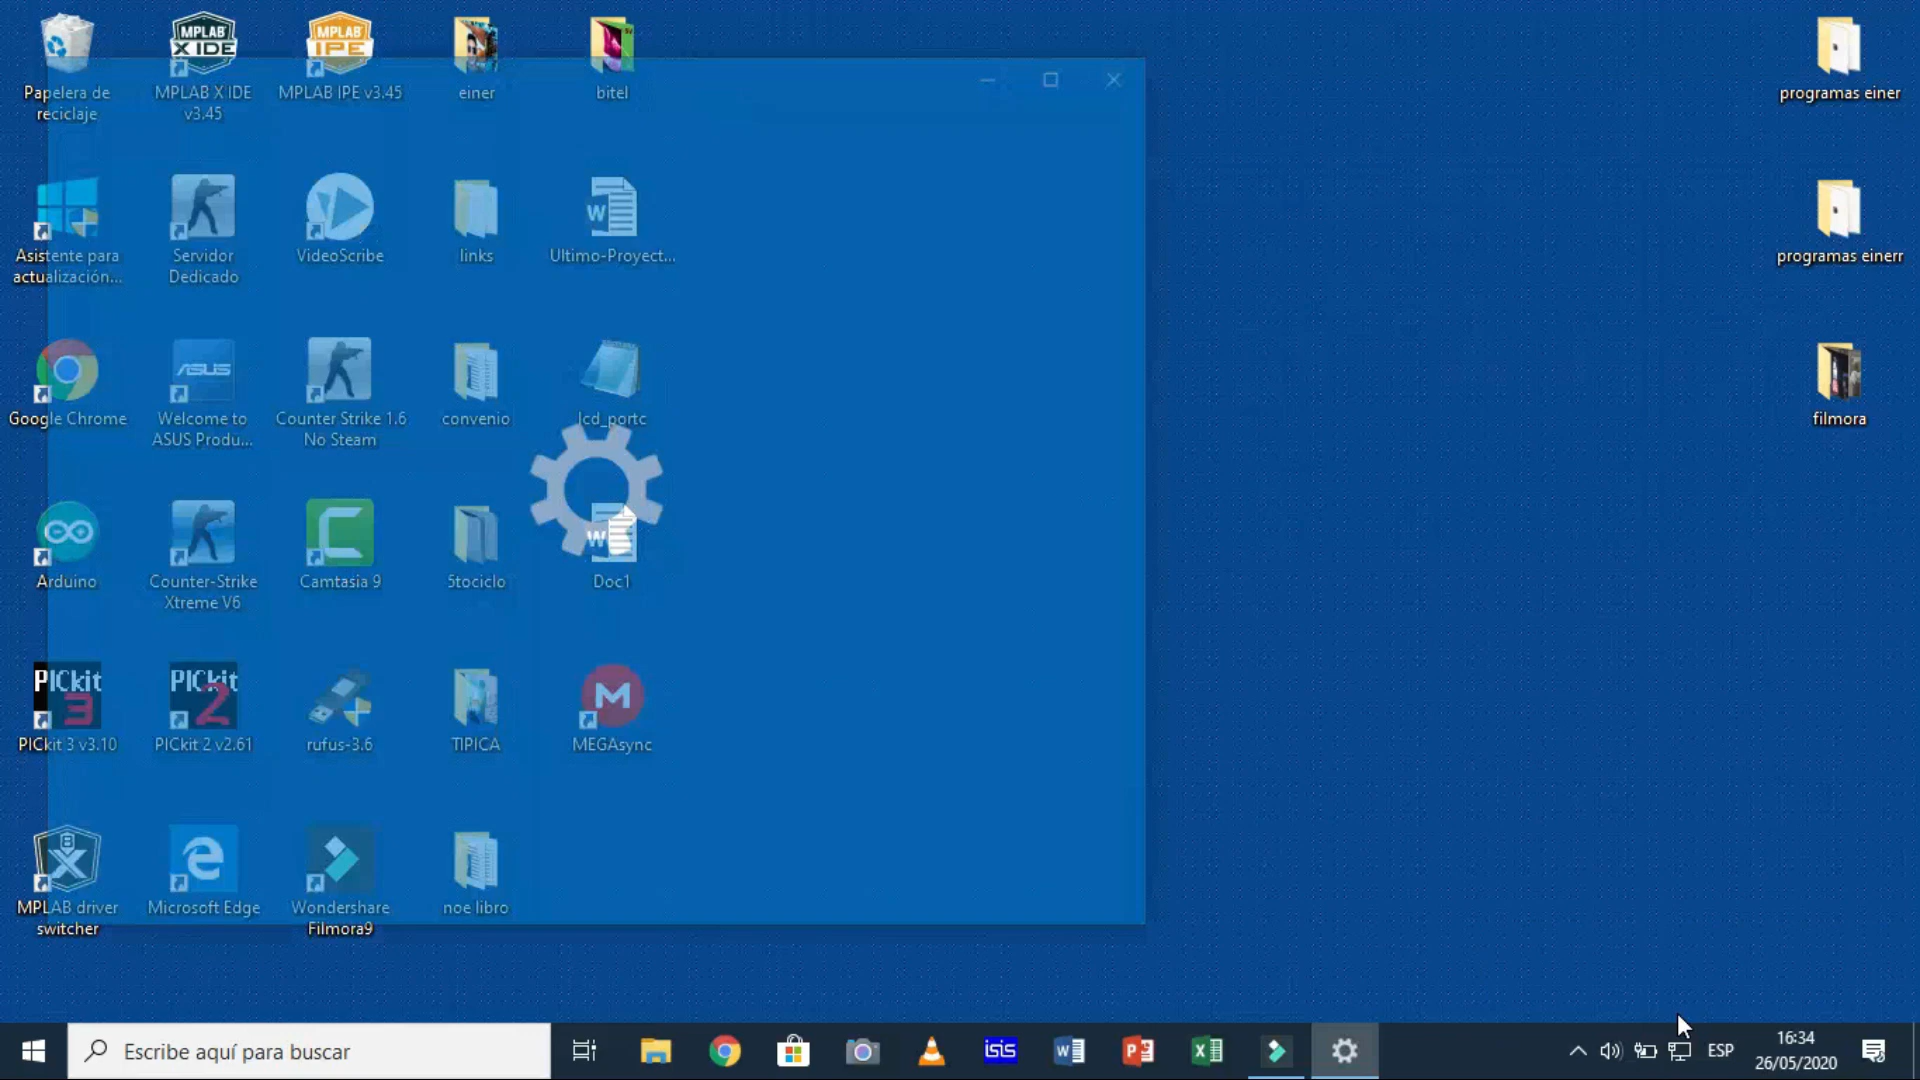 Papelera de
reciclaje
MPLAB
X IDE
MPLAB X IDE
v3.45
MPLAB
IPE
MPLAB IPE v3.45
einer
bitel
programas einer
Asistente para
actualización...
Servidor
Dedicado
VideoScribe
links
W
Ultimo-Proyect...
programas einerr
Google Chrome
ASUS
Welcome to
ASUS Produ...
Counter Strike 1.6
No Steam
convenio
lcd_portc
filmora
Arduino
Counter-Strike
Xtreme V6
Camtasia 9
5tociclo
W
Doc1
PICkit
3
PICkit 3 v3.10
PICkit
2
PICkit 2 v2.61
rufus-3.6
TIPICA
M
MEGAsync
MPLAB driver
switcher
Microsoft Edge
Wondershare
Filmora9
noe libro
Escribe aquí para buscar
isis
ESP
16:34
26/05/2020